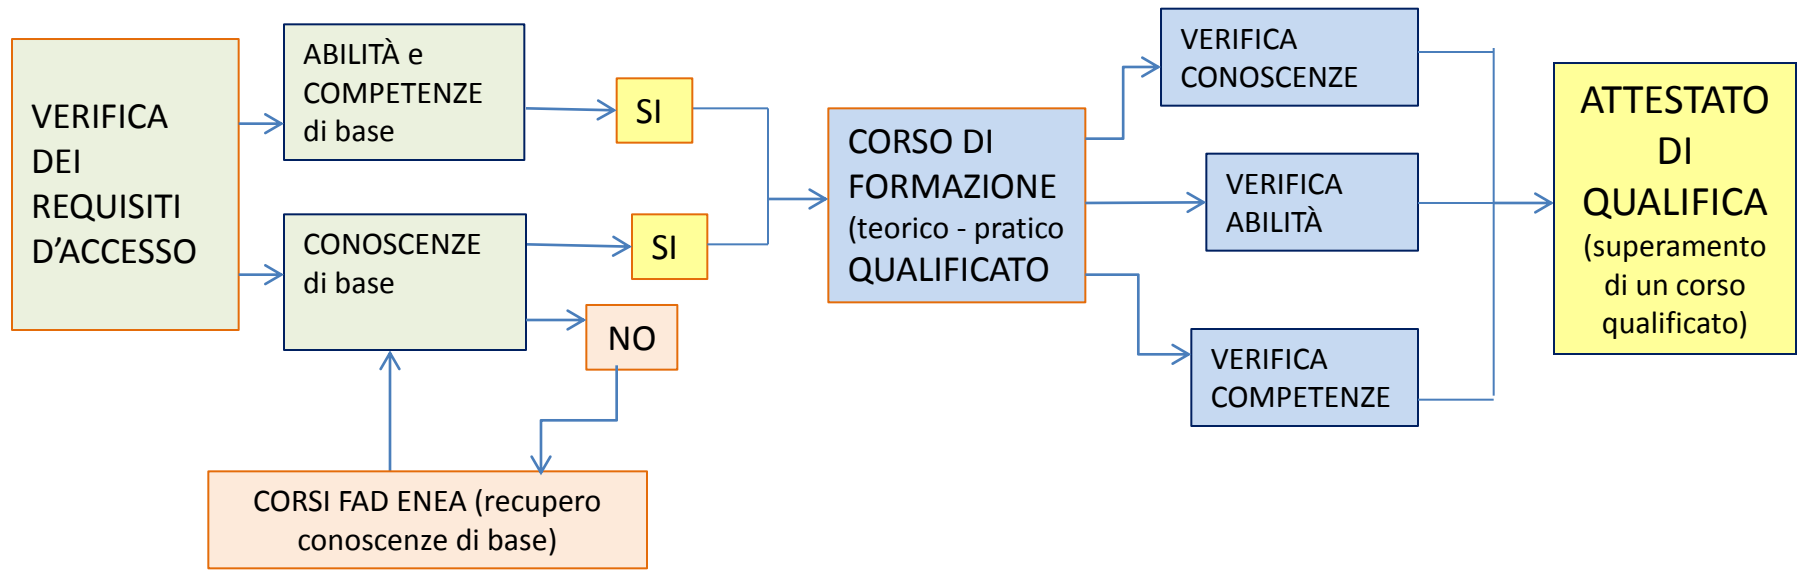 VERIFICA
DEI
REQUISITI
D’ACCESSO
ABILITÀ e
COMPETENZE
di base
SI
CONOSCENZE
di base
SI
NO
CORSI FAD ENEA (recupero
conoscenze di base)
CORSO DI
FORMAZIONE
(teorico - pratico
QUALIFICATO
VERIFICA
CONOSCENZE
VERIFICA
ABILITÀ
VERIFICA
COMPETENZE
ATTESTATO
DI
QUALIFICA
(superamento
di un corso
qualificato)